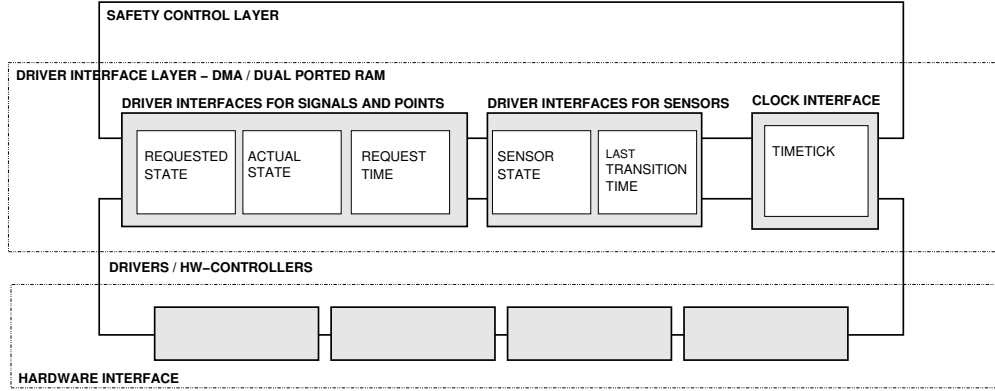 SAFETY CONTROL LAYER
DRIVER INTERFACE LAYER − DMA / DUAL PORTED RAM
DRIVER INTERFACES FOR SIGNALS AND POINTS
DRIVER INTERFACES FOR SENSORS
CLOCK INTERFACE
REQUESTED
STATE
ACTUAL
STATE
REQUEST
TIME
SENSOR
STATE
LAST
TRANSITION
TIME
TIMETICK
DRIVERS / HW−CONTROLLERS
HARDWARE INTERFACE